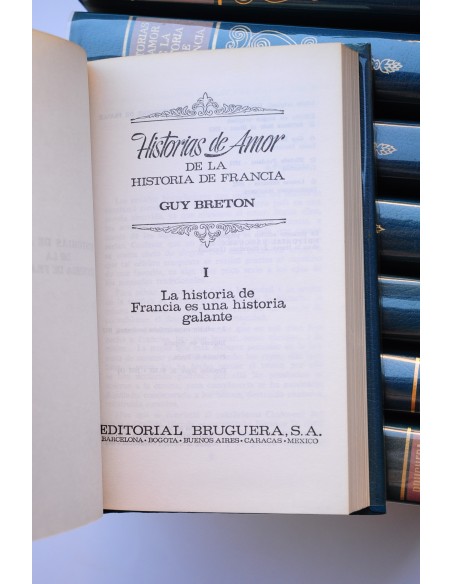 Historias de Amor
DE LA
HISTORIA DE FRANCIA
GUY BRETON
I
La historia de
Francia es una historia
galante
EDITORIAL BRUGUERA, S.A.
BARCELONA • BOGOTA • BUENOS AIRES • CARACAS • MEXICO